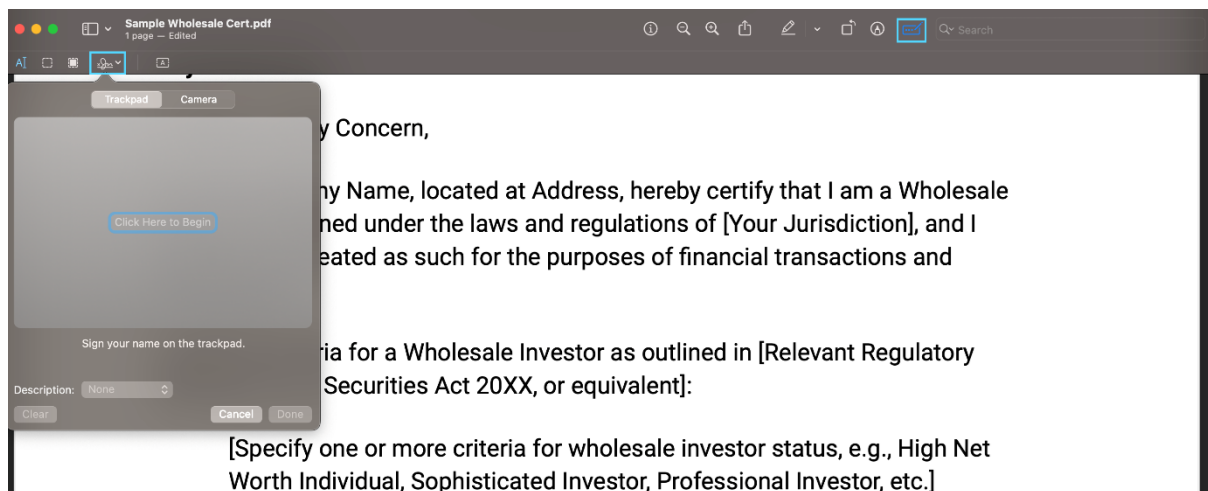 Sample Wholesale Cert.pdf
1 page — Edited
Search
Trackpad
Camera
Click Here to Begin
Sign your name on the trackpad.
Description:
None
Clear
Cancel
Done
y Concern,
ny Name, located at Address, hereby certify that I am a Wholesale
ned under the laws and regulations of [Your Jurisdiction], and I
eated as such for the purposes of financial transactions and
ria for a Wholesale Investor as outlined in [Relevant Regulatory
Securities Act 20XX, or equivalent]:
[Specify one or more criteria for wholesale investor status, e.g., High Net
Worth Individual, Sophisticated Investor, Professional Investor, etc.]